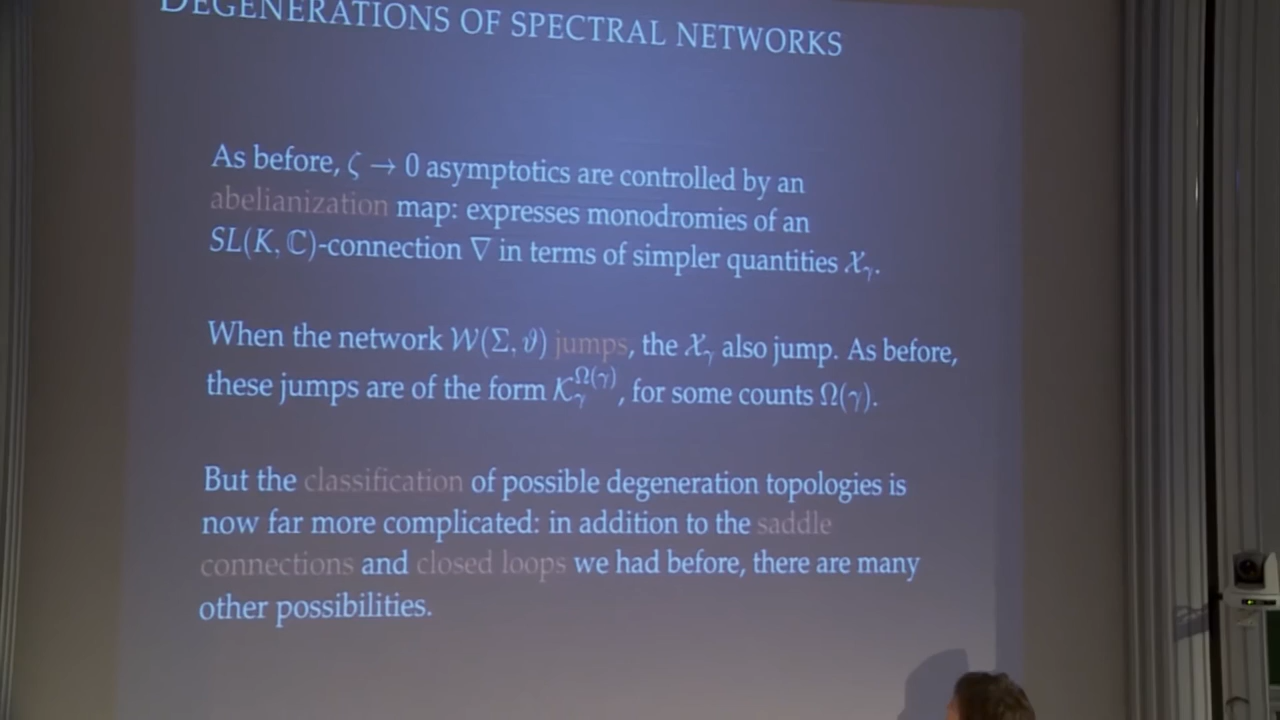 DEGENERATIONS OF SPECTRAL NETWORKS
As before, ζ → 0 asymptotics are controlled by an
abelianization map: expresses monodromies of an
SL(K, ℂ)-connection ∇ in terms of simpler quantities 𝒳_γ.
When the network 𝒲(Σ, ϑ) jumps, the 𝒳_γ also jump. As before,
these jumps are of the form 𝒦_γ^{Ω(γ)}, for some counts Ω(γ).
But the classification of possible degeneration topologies is
now far more complicated: in addition to the saddle
connections and closed loops we had before, there are many
other possibilities.